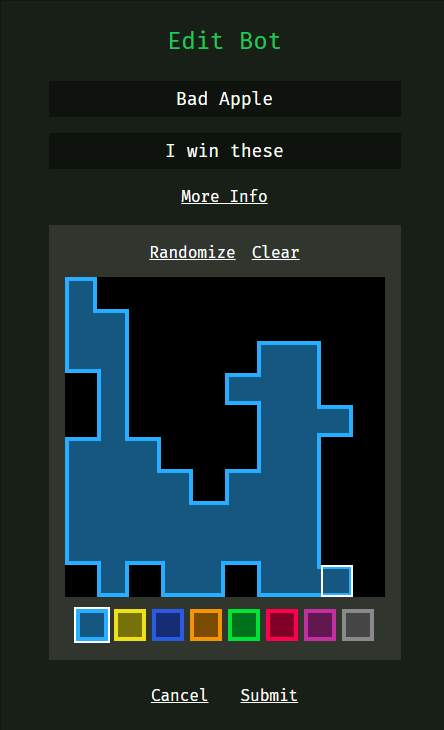 Edit Bot
Bad Apple
I win these
More Info
Randomize Clear
Cancel Submit